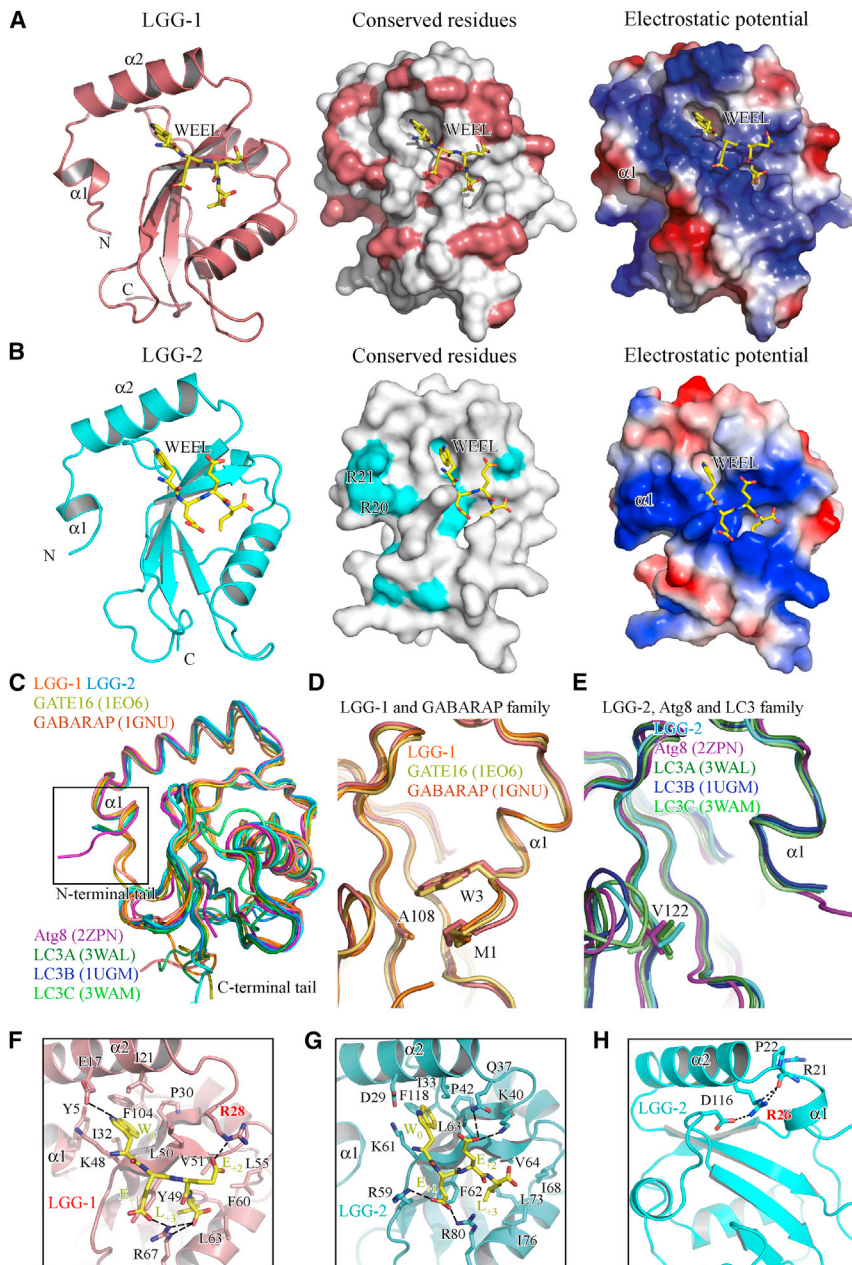 A
LGG-1
Conserved residues
Electrostatic potential
α2
WEEL
WEEL
WEEL
α1
α1
N
C
B
LGG-2
Conserved residues
Electrostatic potential
α2
WEEL
WEEL
WEEL
R21
R20
α1
α1
N
C
C
LGG-1 LGG-2
GATE16 (1EO6)
GABARAP (1GNU)
α1
N-terminal tail
Atg8 (2ZPN)
LC3A (3WAL)
LC3B (1UGM)
LC3C (3WAM)
C-terminal tail
D
LGG-1 and GABARAP family
LGG-1
GATE16 (1EO6)
GABARAP (1GNU)
α1
W3
A108
M1
E
LGG-2, Atg8 and LC3 family
LGG-2
Atg8 (2ZPN)
LC3A (3WAL)
LC3B (1UGM)
LC3C (3WAM)
α1
V122
F
E17
α2
I21
Y5
P30
R28
F104
W
α1
I32
L50
K48
V51
E+2
L55
E+1
Y49
F60
LGG-1
L+3
L63
R67
G
α2
Q37
I33
P42
D29
F118
K40
W0
L63
K61
E+2
V64
α1
E+1
F62
I68
R59
L73
L+3
LGG-2
R80
I76
H
P22
α2
R21
D116
LGG-2
R26
α1